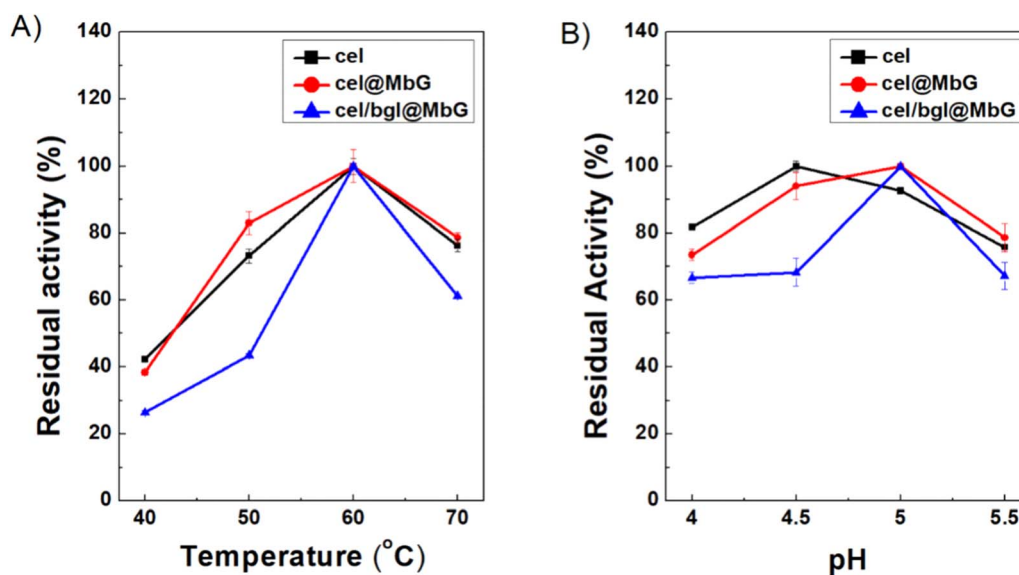 A)
140
120
100
80
60
40
20
0
Residual activity (%)
cel
cel@MbG
cel/bgl@MbG
40 50 60 70
Temperature (°C)
B)
140
120
100
80
60
40
20
0
Residual Activity (%)
cel
cel@MbG
cel/bgl@MbG
4 4.5 5 5.5
pH